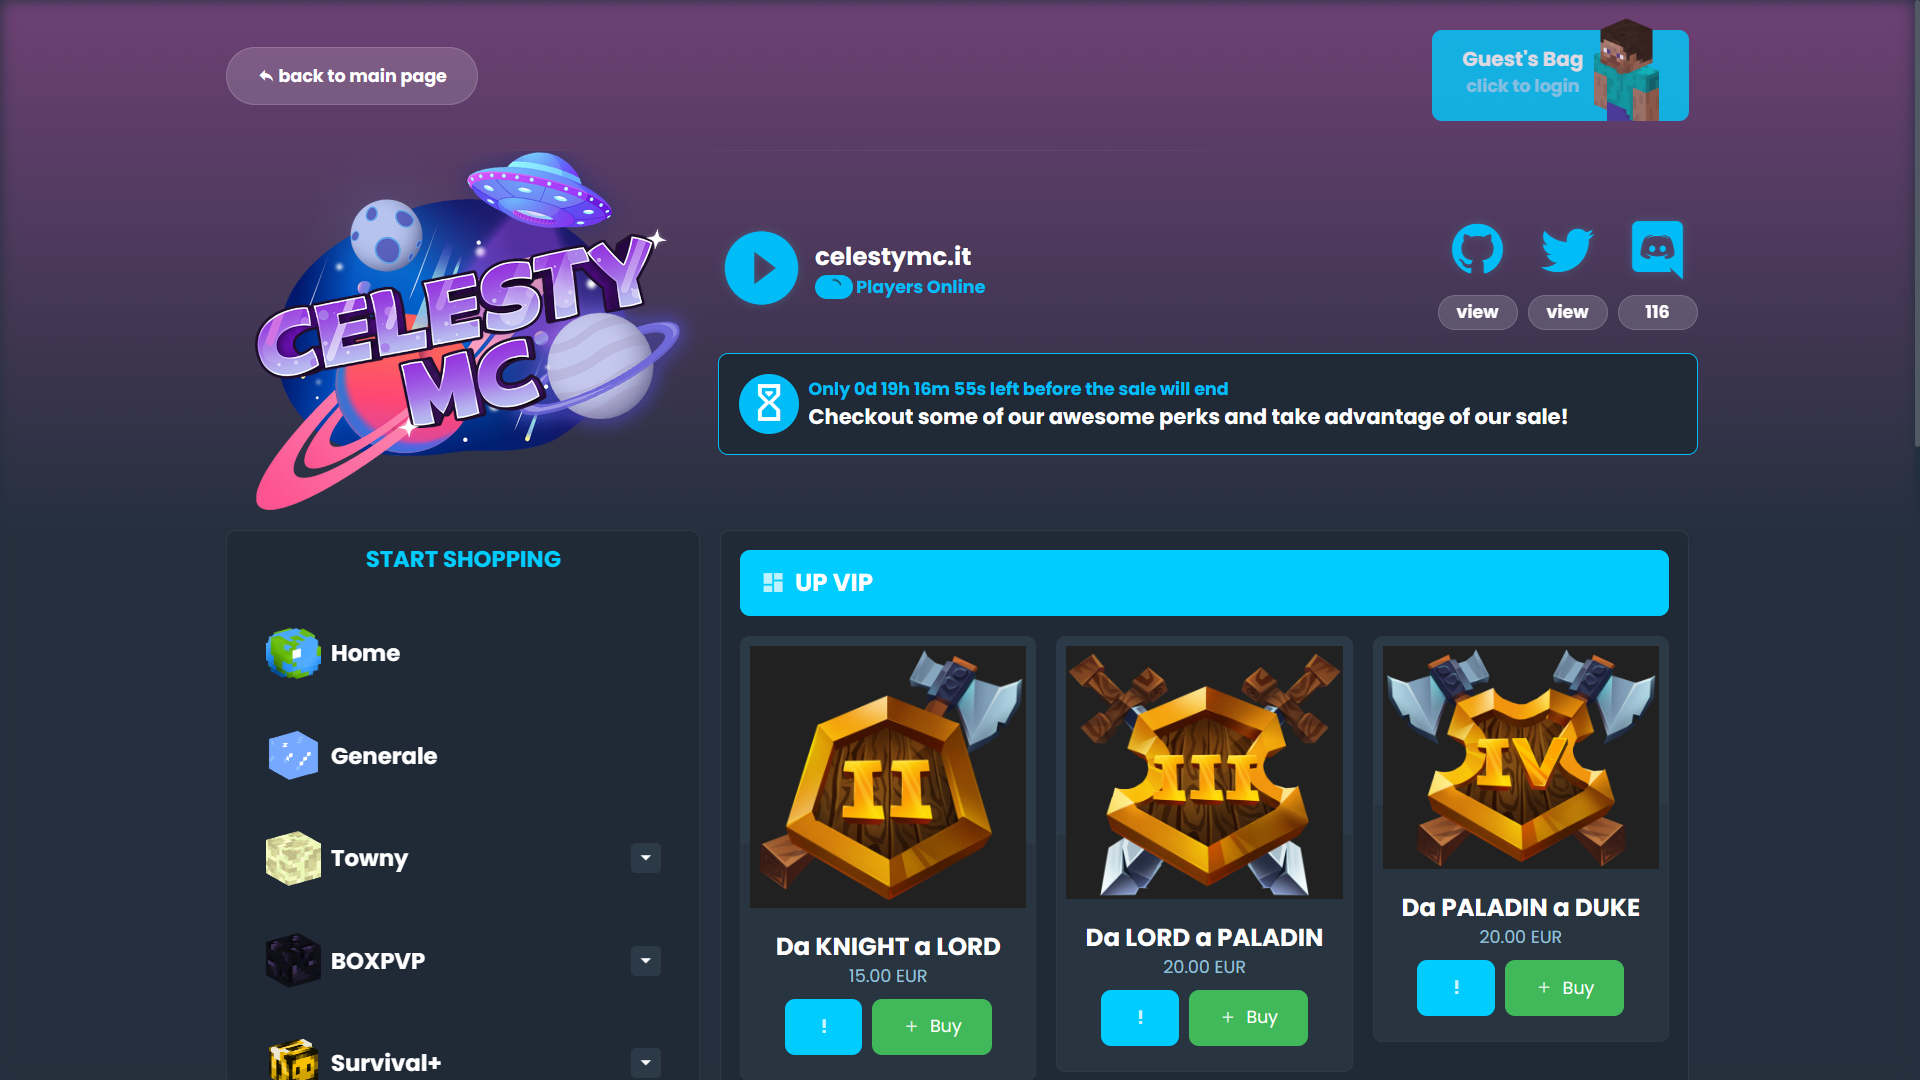 back to main page
Guest's Bag
click to login
CELESTY
MC
celestymc.it
Players Online
view
view
116
Only 0d 19h 16m 55s left before the sale will end
Checkout some of our awesome perks and take advantage of our sale!
START SHOPPING
Home
Generale
Towny
BOXPVP
Survival+
UP VIP
II
Da KNIGHT a LORD
15.00 EUR
!
+ Buy
III
Da LORD a PALADIN
20.00 EUR
!
+ Buy
IV
Da PALADIN a DUKE
20.00 EUR
!
+ Buy